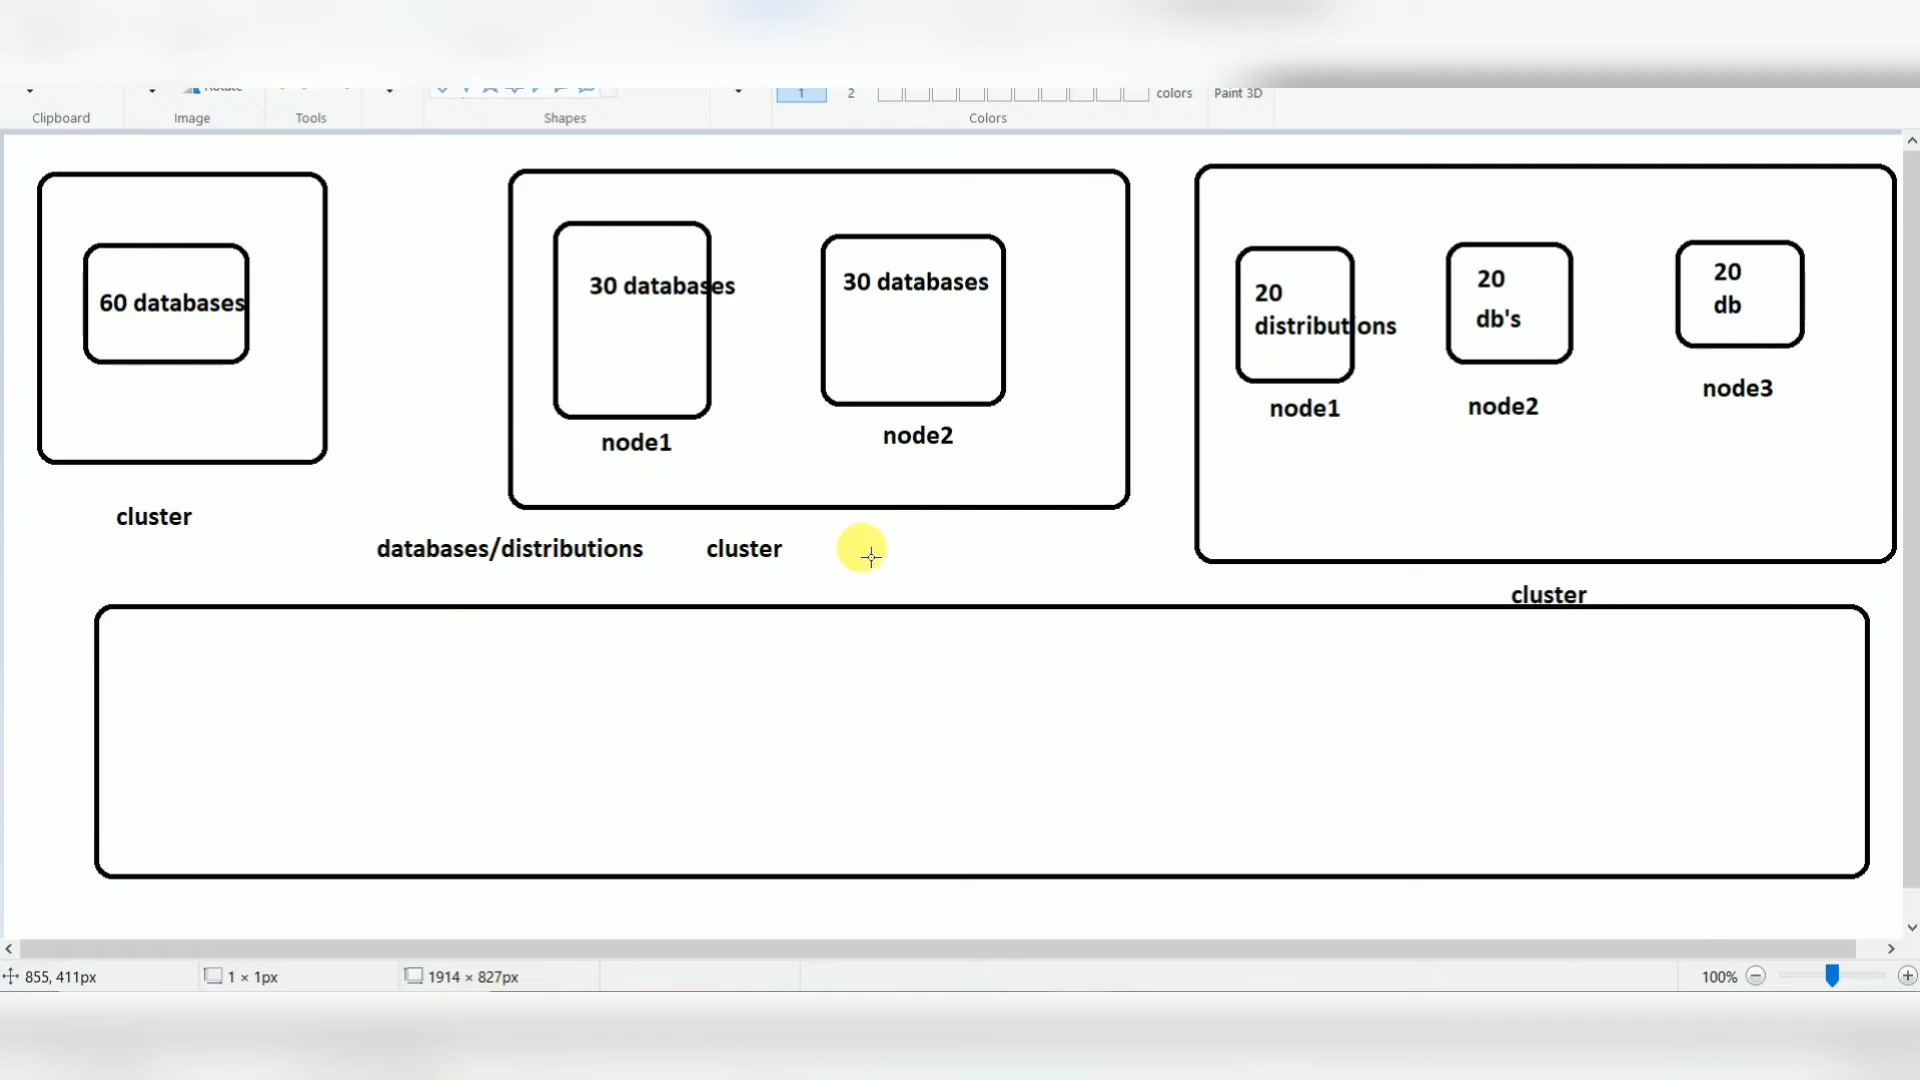 Rotate
1
2
colors
Paint 3D
Clipboard
Image
Tools
Shapes
Colors
60 databases
cluster
30 databases
node1
30 databases
node2
databases/distributions
cluster
20
distributions
node1
20
db's
node2
20
db
node3
cluster
855, 411px
1 × 1px
1914 × 827px
100%